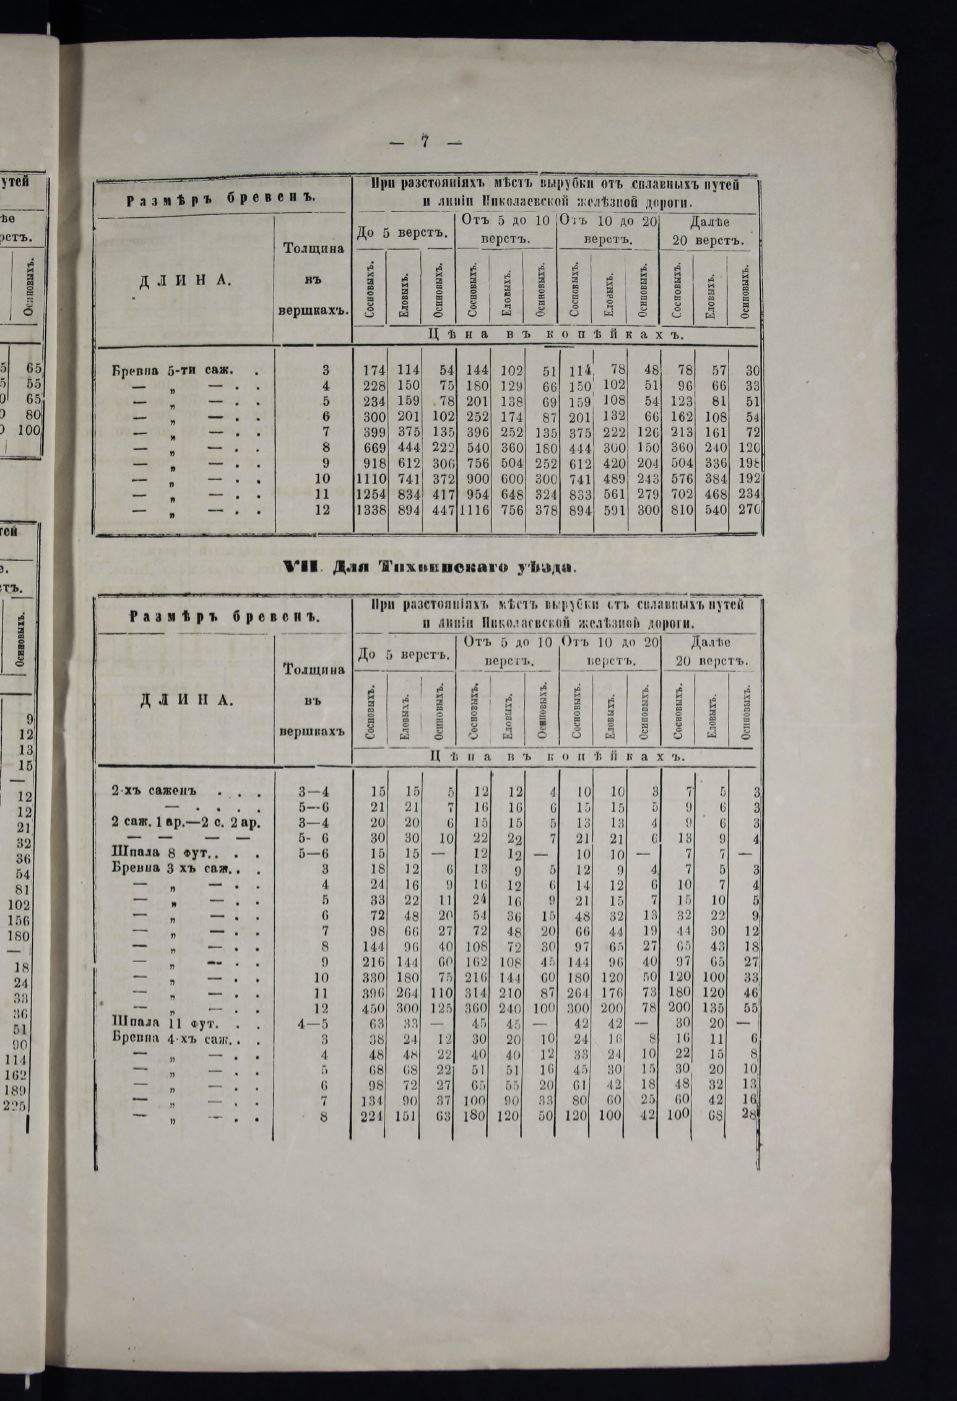 — 7 —
Размѣръ бревенъ.
При разстояніяхъ мѣстъ вырубки отъ сплавныхъ путей
и линіи Николаевской желѣзной дороги.
ДЛИНА.
Толщина
въ
вершкахъ.
До 5 верстъ.
Отъ 5 до 10
верстъ.
Отъ 10 до 20
верстъ.
Далѣе
20 верстъ.
Сосновыхъ. Еловыхъ. Осиновыхъ. Сосновыхъ. Еловыхъ. Осиновыхъ. Сосновыхъ. Еловыхъ. Осиновыхъ. Сосновыхъ. Еловыхъ. Осиновыхъ.
Цѣна въ копѣйкахъ.
Бревна 5-ти саж. . 3 174 114 54 144 102 51 114 78 48 78 57 30
— „ — . . 4 228 150 75 180 129 66 150 102 51 96 66 33
— „ — . . 5 234 159 78 201 138 69 159 108 54 123 81 51
— „ — . . 6 300 201 102 252 174 87 201 132 66 162 108 54
— „ — . . 7 399 375 135 396 252 135 375 222 126 213 161 72
— „ — . . 8 669 444 222 540 360 180 444 300 150 360 240 120
— „ — . . 9 918 612 306 756 504 252 612 420 204 504 336 198
— „ — . . 10 1110 741 372 900 600 300 741 489 243 576 384 192
— „ — . . 11 1254 834 417 954 648 324 833 561 279 702 468 234
— „ — . . 12 1338 894 447 1116 756 378 894 591 300 810 540 270
VII. Для Тихвинскаго уѣзда.
Размѣръ бревенъ.
При разстояніяхъ мѣстъ вырубки отъ сплавныхъ путей
и линіи Николаевской желѣзной дороги.
ДЛИНА.
Толщина
въ
вершкахъ
До 5 верстъ.
Отъ 5 до 10
верстъ.
Отъ 10 до 20
верстъ.
Далѣе
20 верстъ.
Сосновыхъ. Еловыхъ. Осиновыхъ. Сосновыхъ. Еловыхъ. Осиновыхъ. Сосновыхъ. Еловыхъ. Осиновыхъ. Сосновыхъ. Еловыхъ. Осиновыхъ.
Цѣна въ копѣйкахъ.
2-хъ саженъ . . . 3—4 15 15 5 12 12 4 10 10 3 7 5 3
— . . . . 5—6 21 21 7 16 16 6 15 15 5 9 6 3
2 саж. 1 ар.—2 с. 2 ар. 3—4 20 20 6 15 15 5 13 13 4 9 6 3
— — — — 5- 6 30 30 10 22 22 7 21 21 6 13 9 4
Шпала 8 фут.. . . 5—6 15 15 — 12 12 — 10 10 — 7 7 —
Бревна 3 хъ саж.. . 3 18 12 6 13 9 5 12 9 4 7 5 3
— „ — . . 4 24 16 9 16 12 6 14 12 6 10 7 4
— „ — . . 5 33 22 11 24 16 9 21 15 7 15 10 5
— „ — . . 6 72 48 20 54 36 15 48 32 13 32 22 9
— „ — . . 7 98 66 27 72 48 20 66 44 19 44 30 12
— „ — . . 8 144 96 40 108 72 30 97 65 27 65 43 18
— „ — . . 9 216 144 60 162 108 45 144 96 40 97 65 27
— „ — . . 10 330 180 75 216 144 60 180 120 50 120 100 33
— „ — . . 11 396 264 110 314 210 87 264 176 73 180 120 46
— „ — . . 12 450 300 125 360 240 100 300 200 78 200 135 55
Шпала 11 фут. . . 4—5 63 33 — 45 45 — 42 42 — 30 20 —
Бревна 4-хъ саж.. . 3 38 24 12 30 20 10 24 16 8 16 11 6
— „ — . . 4 48 48 22 40 40 12 33 24 10 22 15 8
— „ — . . 5 68 68 22 51 51 16 45 30 15 30 20 10
— „ — . . 6 98 72 27 65 55 20 61 42 18 48 32 13
— „ — . . 7 134 90 37 100 90 33 80 60 25 60 42 16
— „ — . . 8 221 151 63 180 120 50 120 100 42 100 68 28